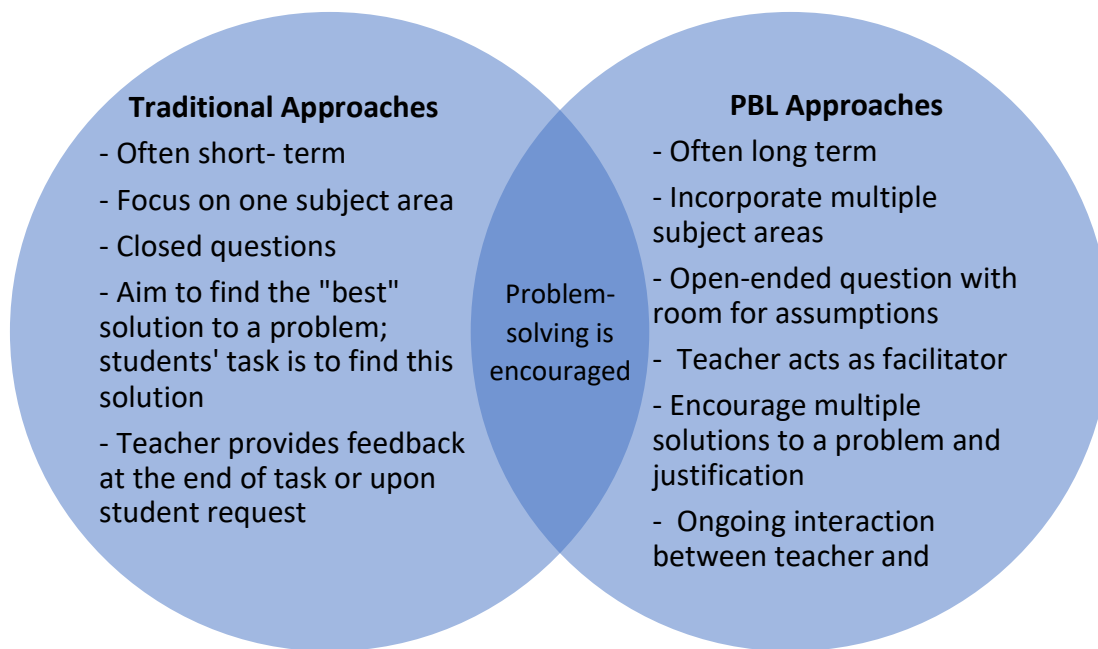 Traditional Approaches
- Often short- term
- Focus on one subject area
- Closed questions
- Aim to find the "best"
solution to a problem;
students' task is to find this
solution
- Teacher provides feedback
at the end of task or upon
student request
Problem-
solving is
encouraged
PBL Approaches
- Often long term
- Incorporate multiple
subject areas
- Open-ended question with
room for assumptions
- Teacher acts as facilitator
- Encourage multiple
solutions to a problem and
justification
- Ongoing interaction
between teacher and